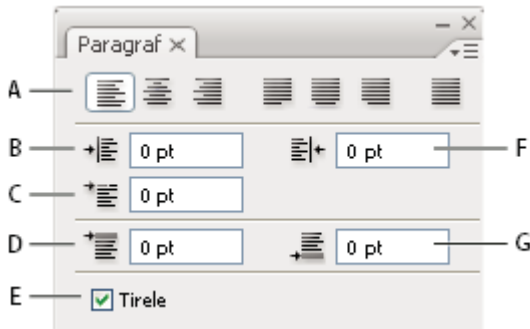 Paragraf
A
B 0 pt 0 pt F
C 0 pt
D 0 pt 0 pt G
E Tirele